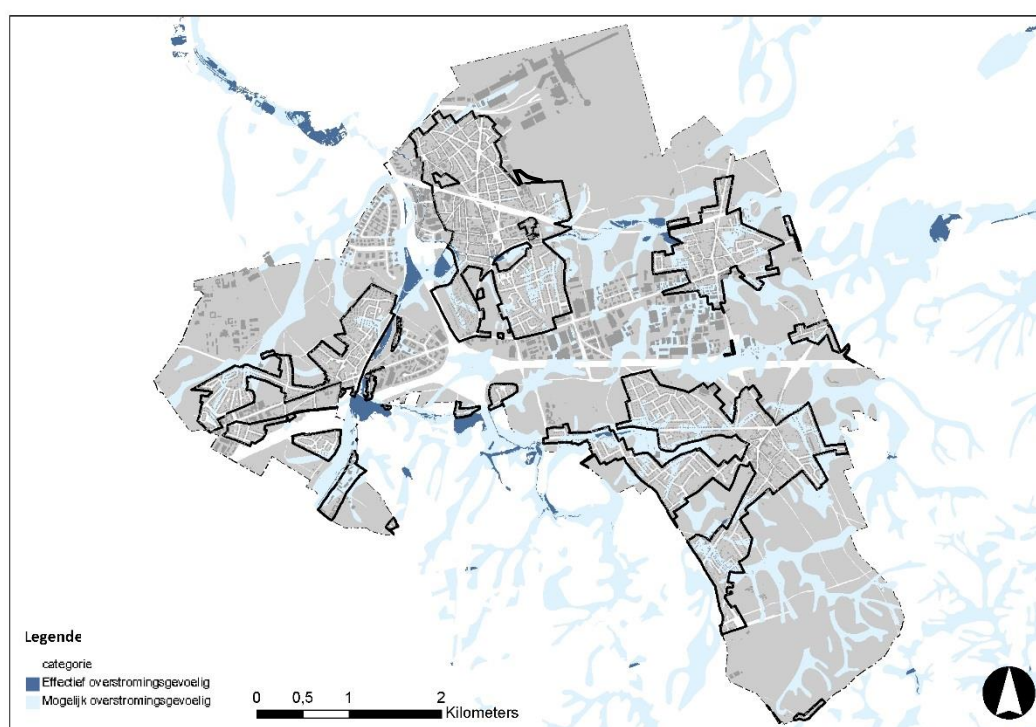 Legende
categorie
Effectief overstromingsgevoelig
Mogelijk overstromingsgevoelig
0 0,5 1 2
Kilometers